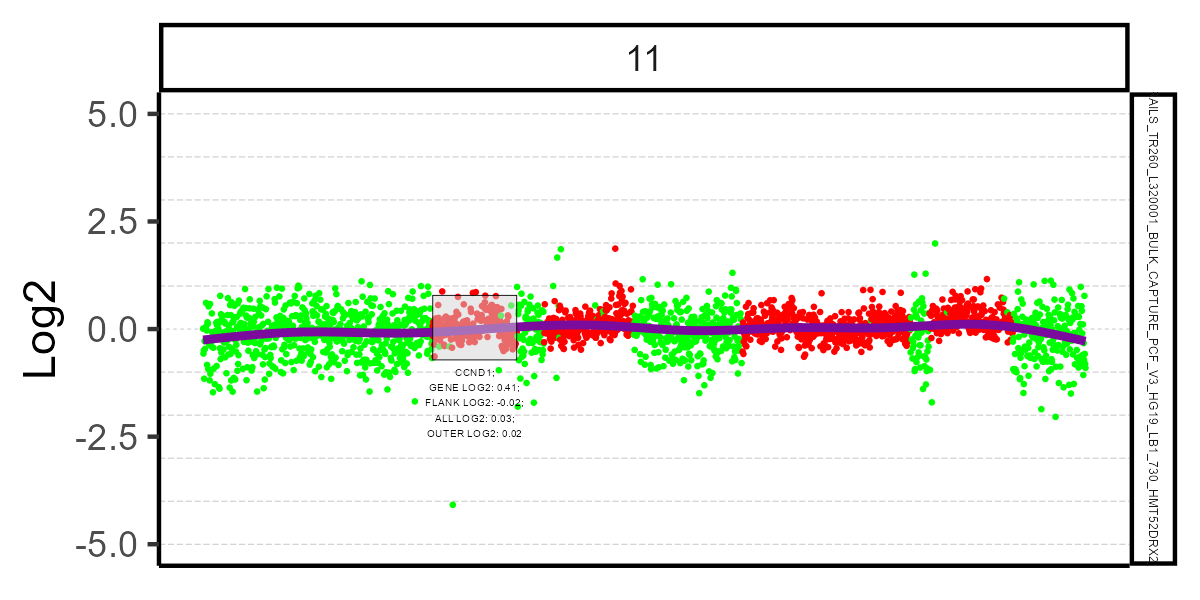 11
5.0
2.5
0.0
-2.5
-5.0
Log2
CCND1;
GENE LOG2: 0.41;
FLANK LOG2: -0.02;
ALL LOG2: 0.03;
OUTER LOG2: 0.02
AILS_TR260_L320001_BULK_CAPTURE_PCF_V3_HG19_LB1_730_HMT52DRX2